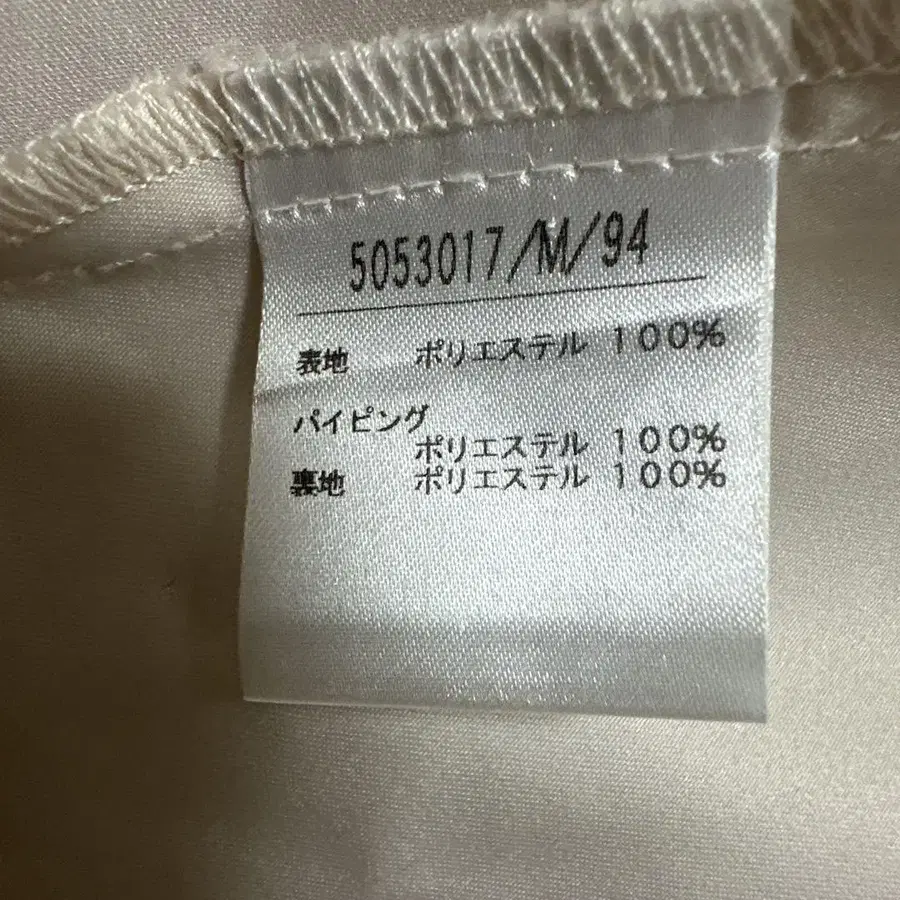 5053017/M/94
表地 ポリエステル 100%
パイピング
ポリエステル 100%
裏地 ポリエステル 100%